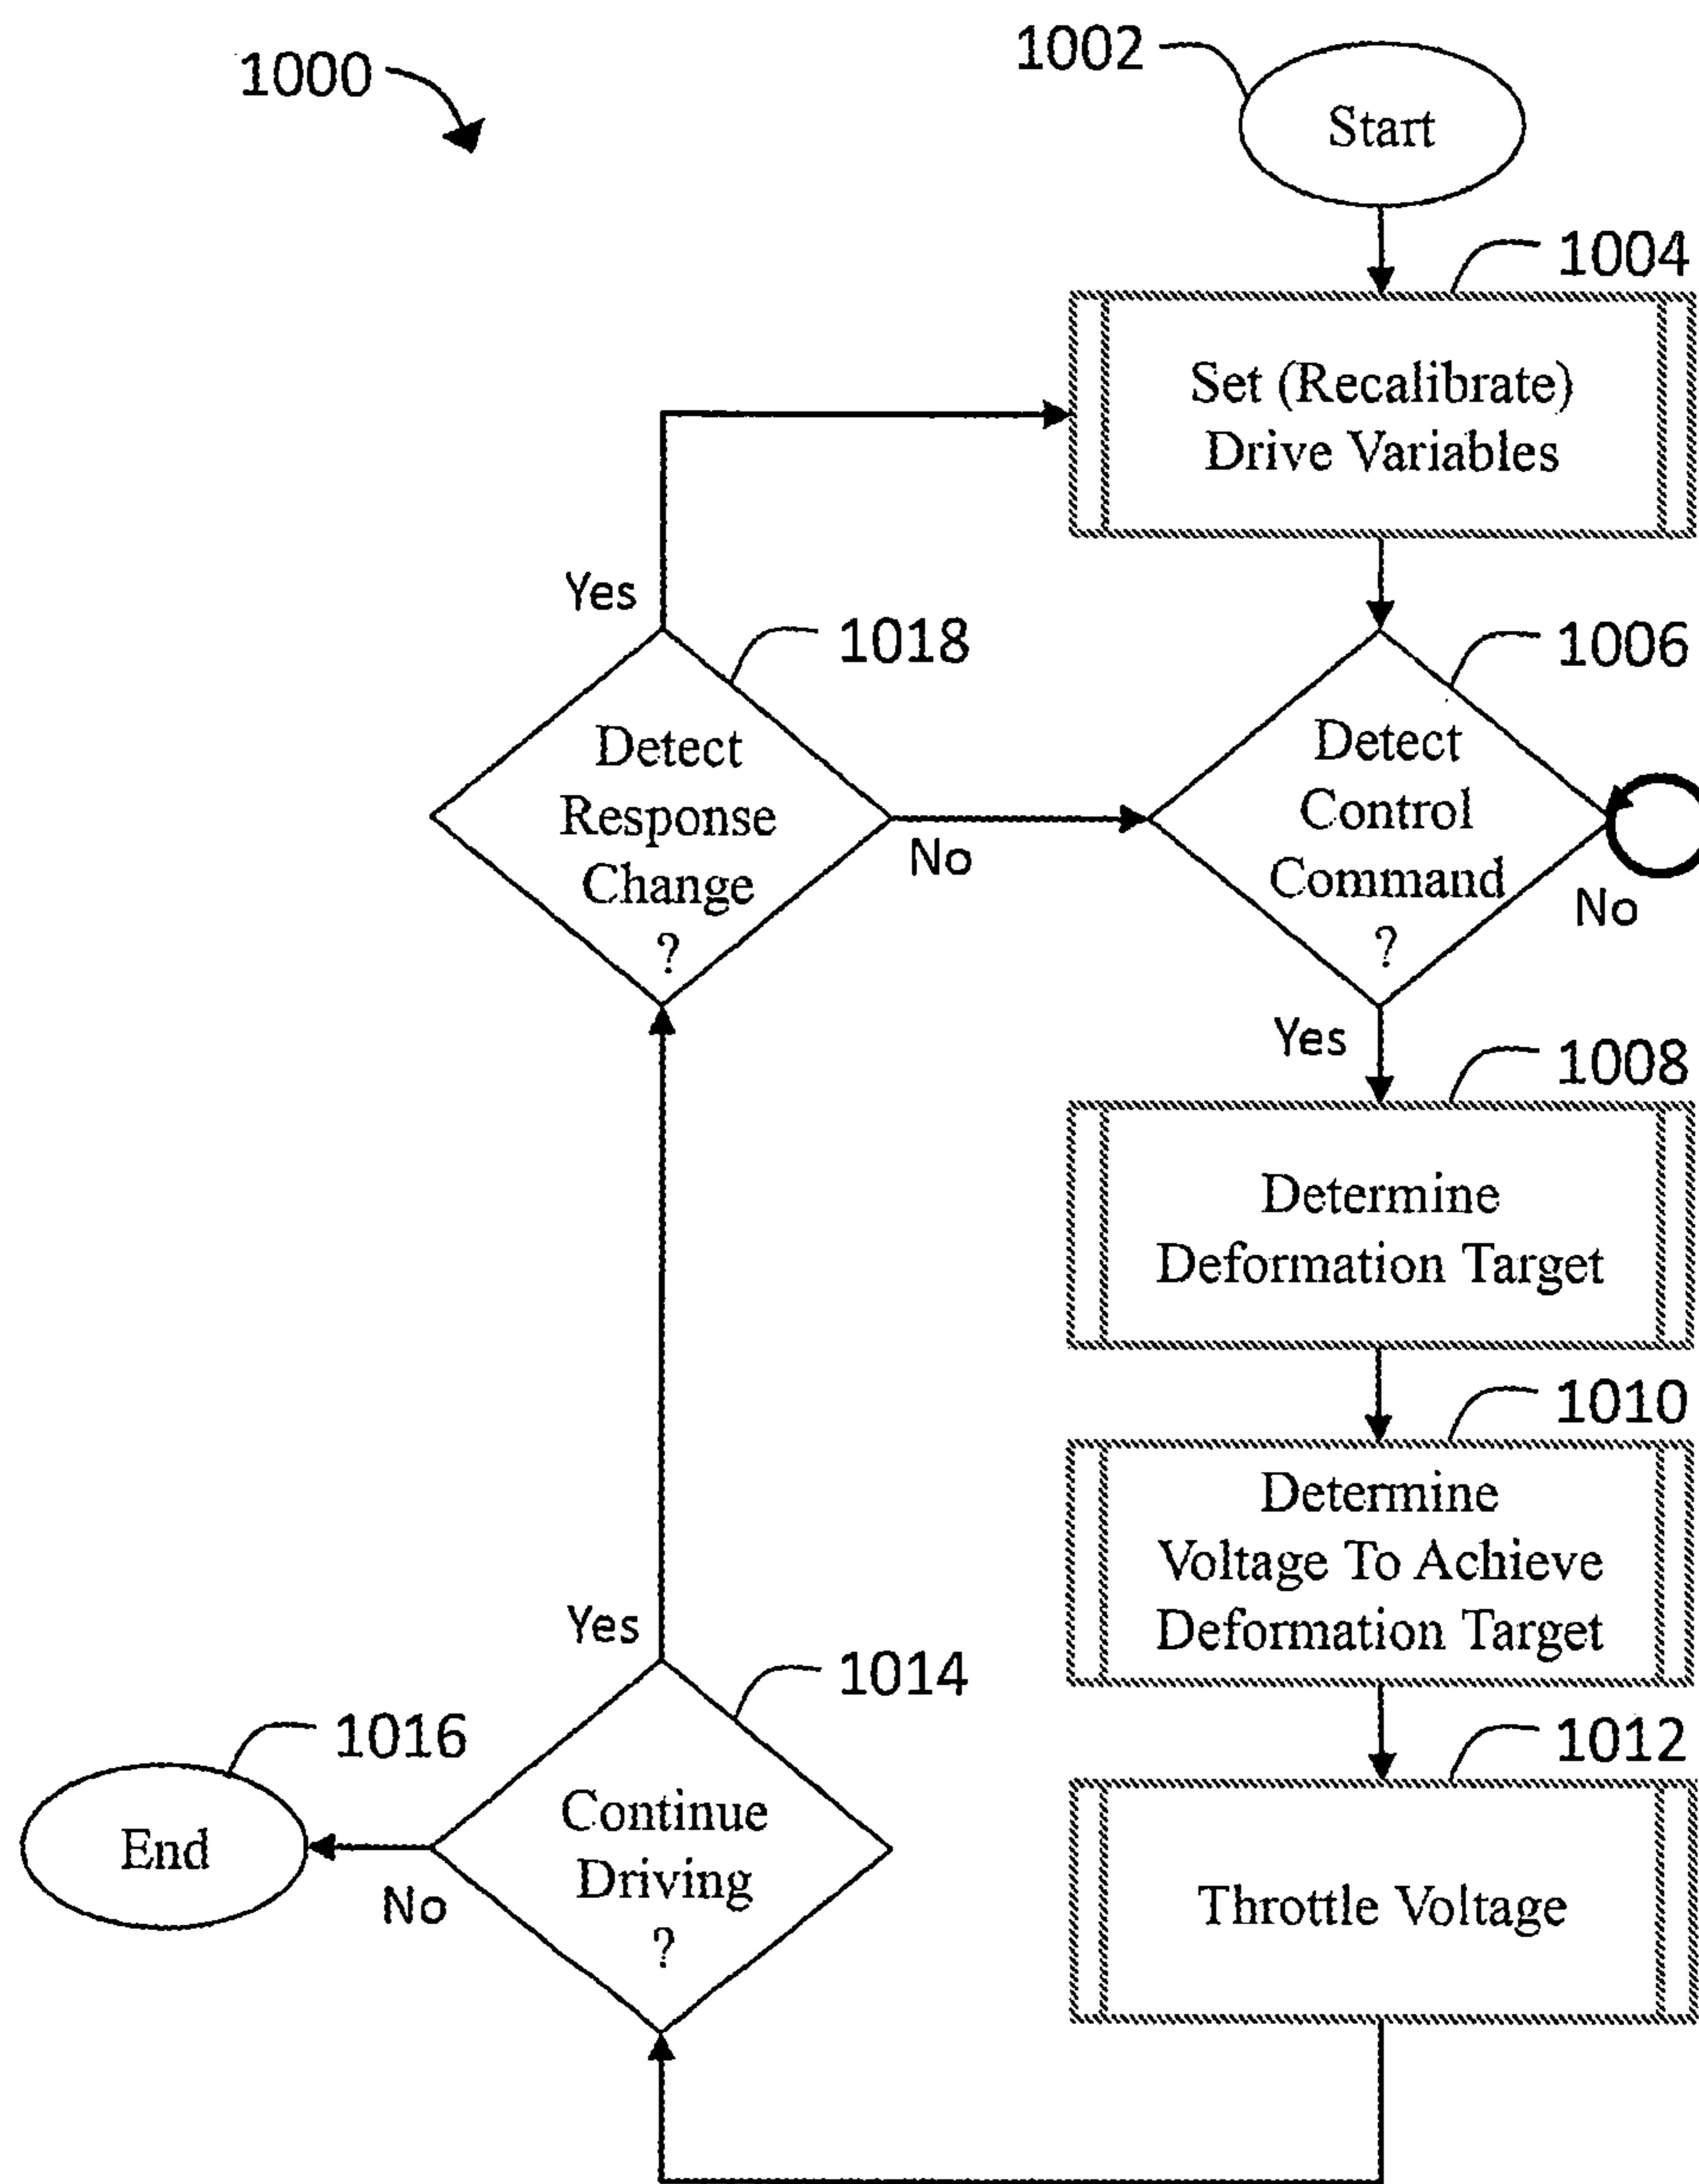 1000
1002
Start
1004
Set (Recalibrate)
Drive Variables
Yes
1018
1006
Detect
Response
Change
?
No
Detect
Control
Command
?
No
Yes
1008
Determine
Deformation Target
1010
Determine
Voltage To Achieve
Deformation Target
Yes
1014
1016
1012
End
No
Continue
Driving
?
Throttle Voltage